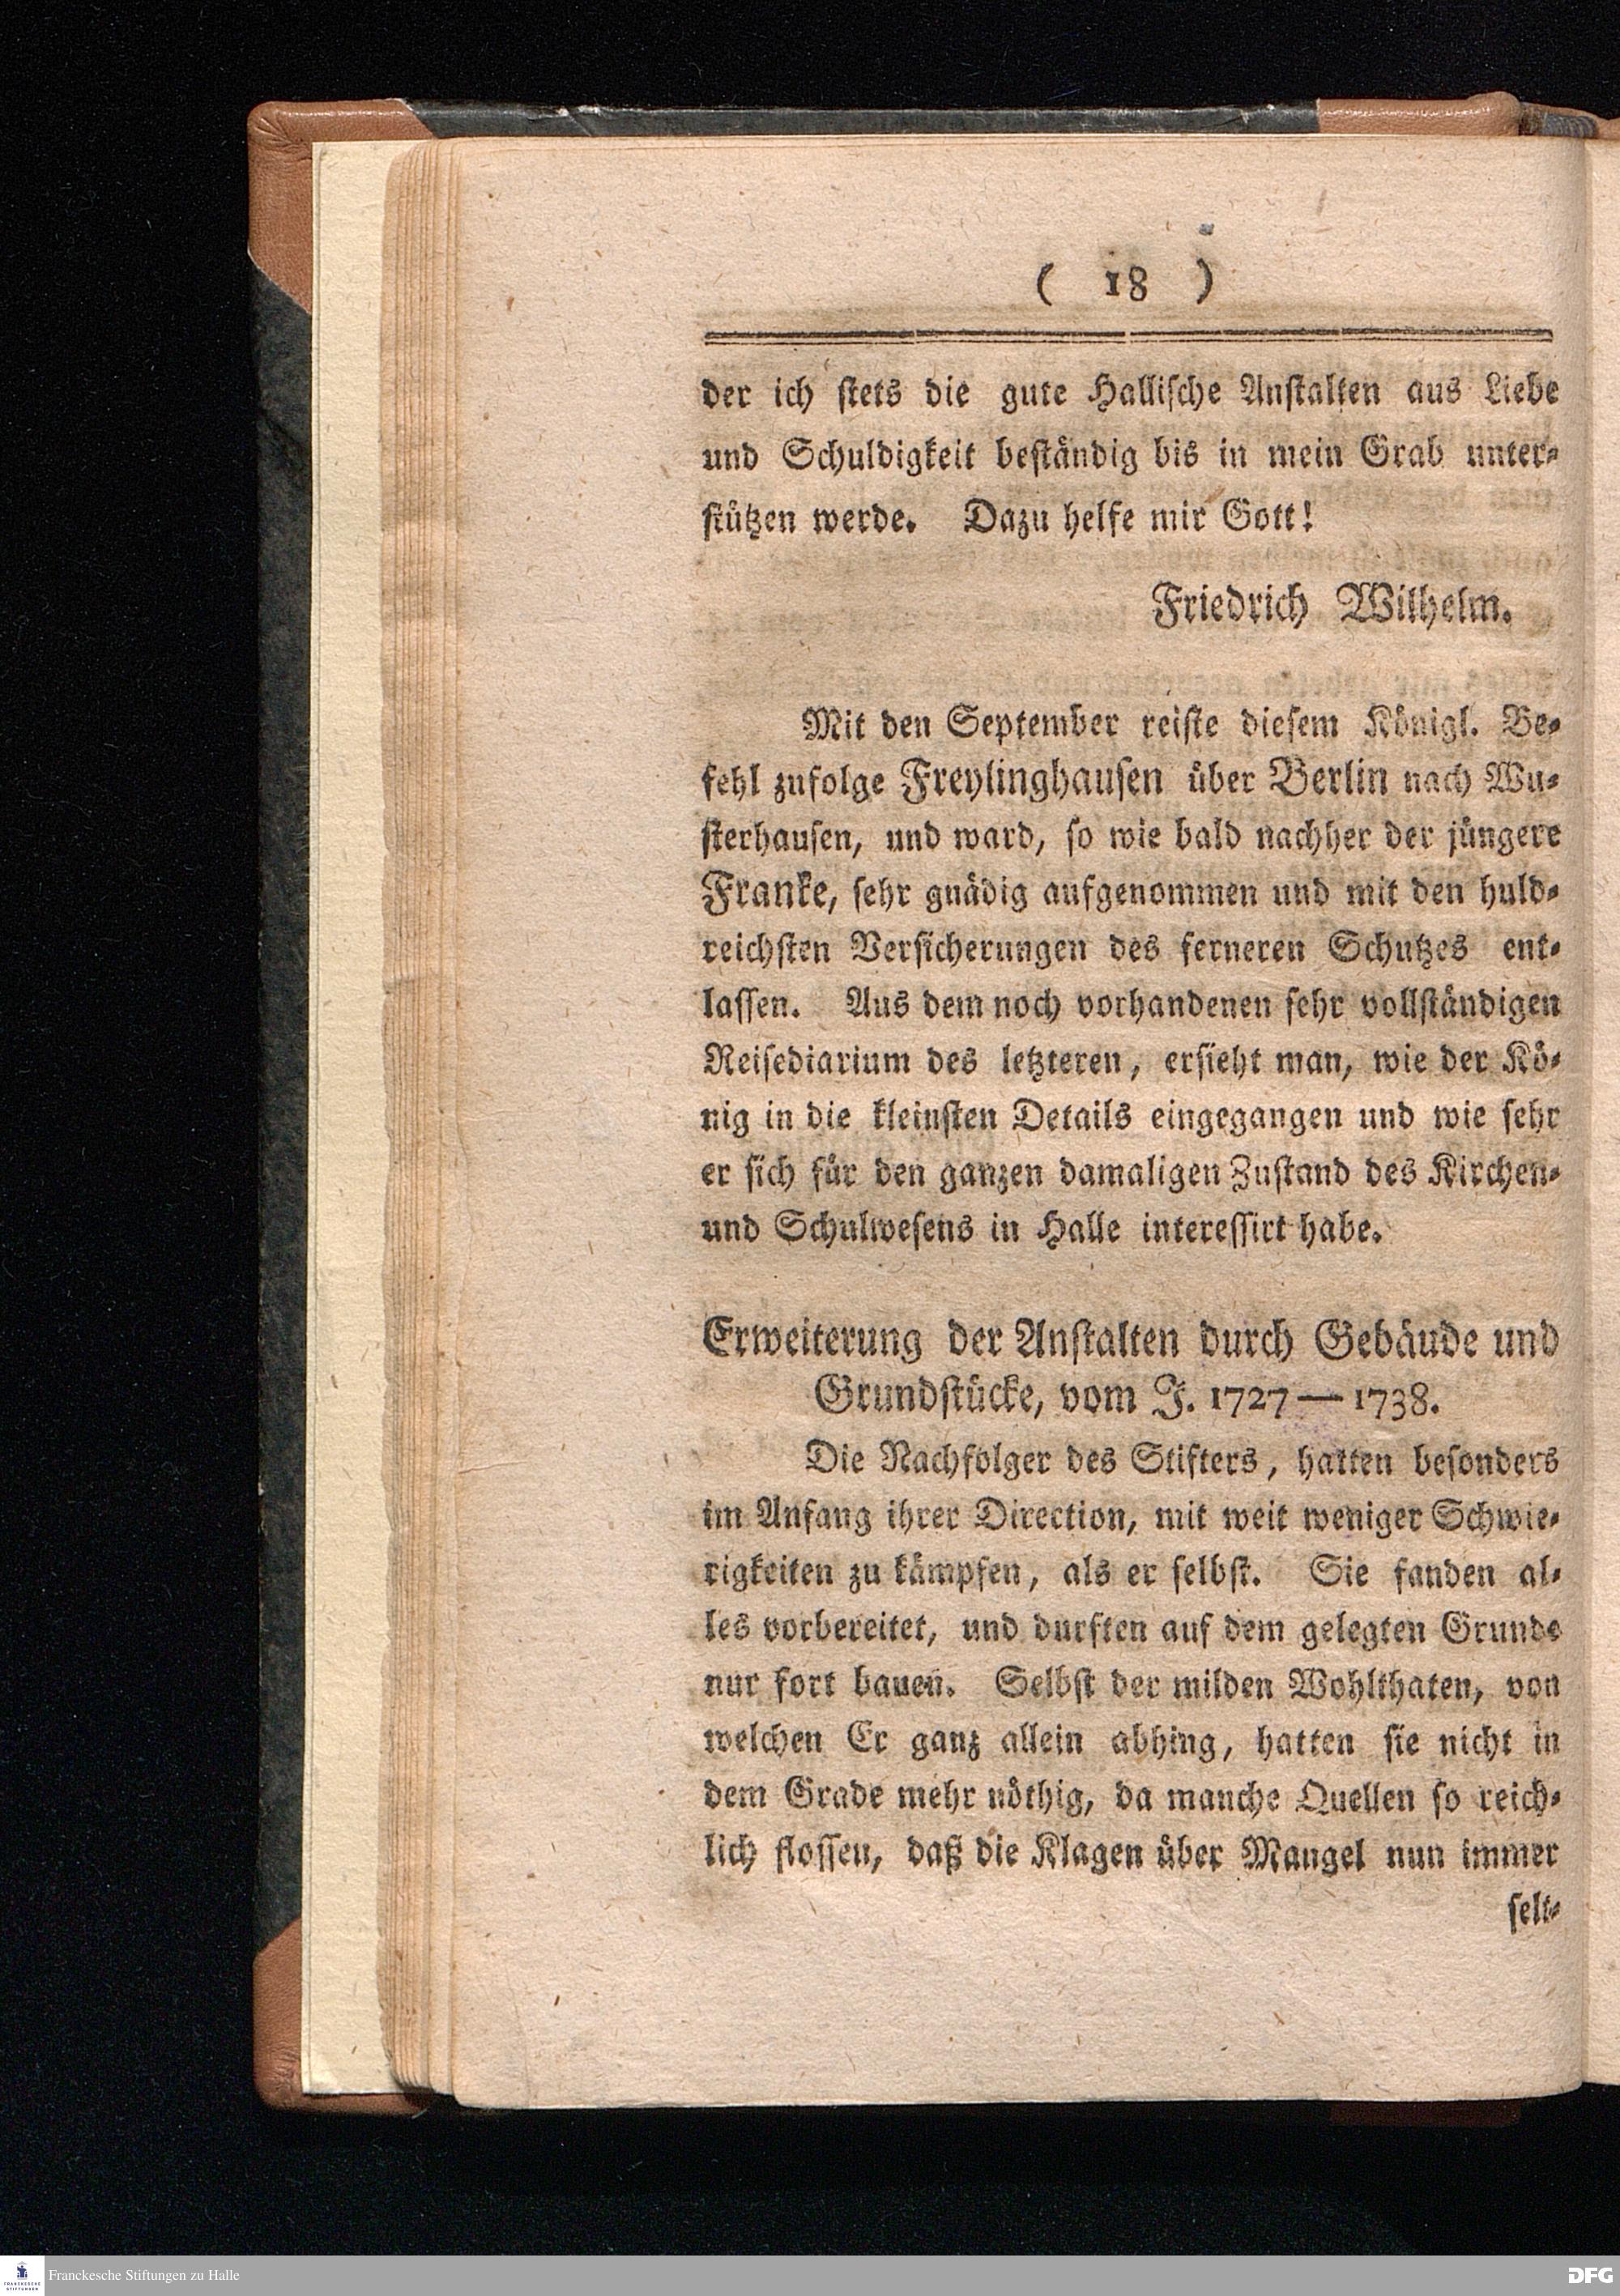 ( 18 )
der ich stets die gute Hallische Anstalten aus Liebe
und Schuldigkeit beständig bis in mein Grab unter-
stützen werde. Dazu helfe mir Gott!
Friedrich Wilhelm.
Mit den September reiste diesem Königl. Be-
fehl zufolge Freylinghausen über Berlin nach Wu-
sterhausen, und ward, so wie bald nachher der jüngere
Franke, sehr gnädig aufgenommen und mit den huld-
reichsten Versicherungen des ferneren Schutzes ent-
lassen. Aus dem noch vorhandenen sehr vollständigen
Reisediarium des letzteren, ersieht man, wie der Kö-
nig in die kleinsten Details eingegangen und wie sehr
er sich für den ganzen damaligen Zustand des Kirchen-
und Schulwesens in Halle interessirt habe.
Erweiterung der Anstalten durch Gebäude und
Grundstücke, vom J. 1727—1738.
Die Nachfolger des Stifters, hatten besonders
im Anfang ihrer Direction, mit weit weniger Schwie-
rigkeiten zu kämpfen, als er selbst. Sie fanden al-
les vorbereitet, und durften auf dem gelegten Grunde
nur fort bauen. Selbst der milden Wohlthaten, von
welchen Er ganz allein abhing, hatten sie nicht in
dem Grade mehr nöthig, da manche Quellen so reich-
lich flossen, daß die Klagen über Mangel nun immer
selt-
FRANCKESCHE STIFTUNGEN
Franckesche Stiftungen zu Halle
DFG